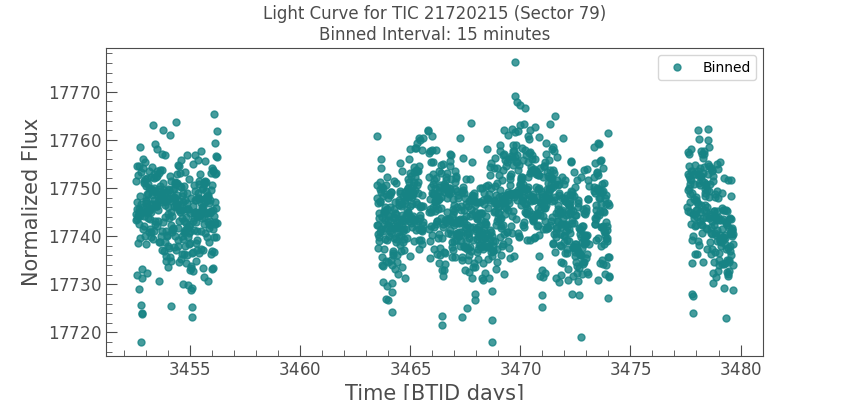 Light Curve for TIC 21720215 (Sector 79)
Binned Interval: 15 minutes
Binned
Normalized Flux
17770
17760
17750
17740
17730
17720
3455
3460
3465
3470
3475
3480
Time [BTJD days]